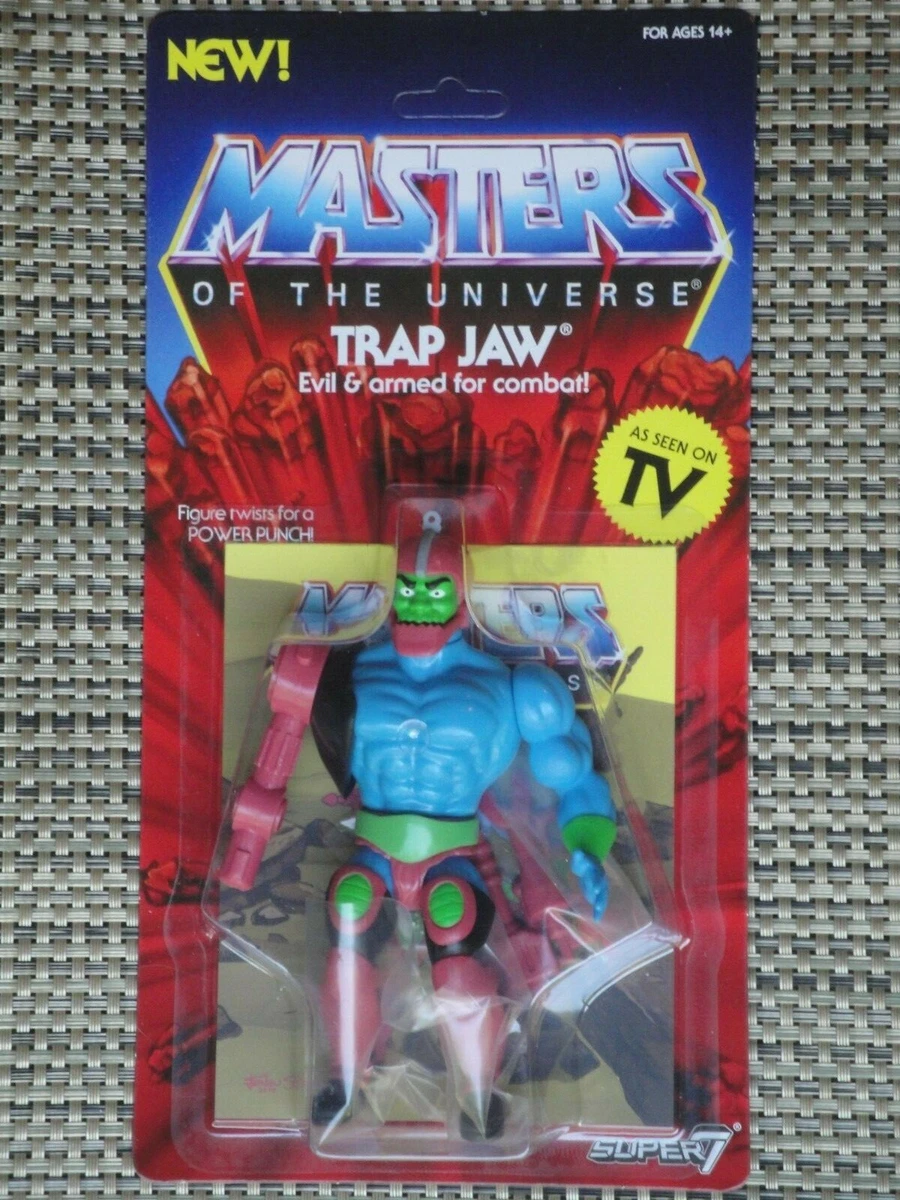 NEW!
FOR AGES 14+
MASTERS
OF THE UNIVERSE®
TRAP JAW®
Evil & armed for combat!
AS SEEN ON
TV
Figure twists for a
POWER PUNCH!
M
ERS
S
SUPER7®